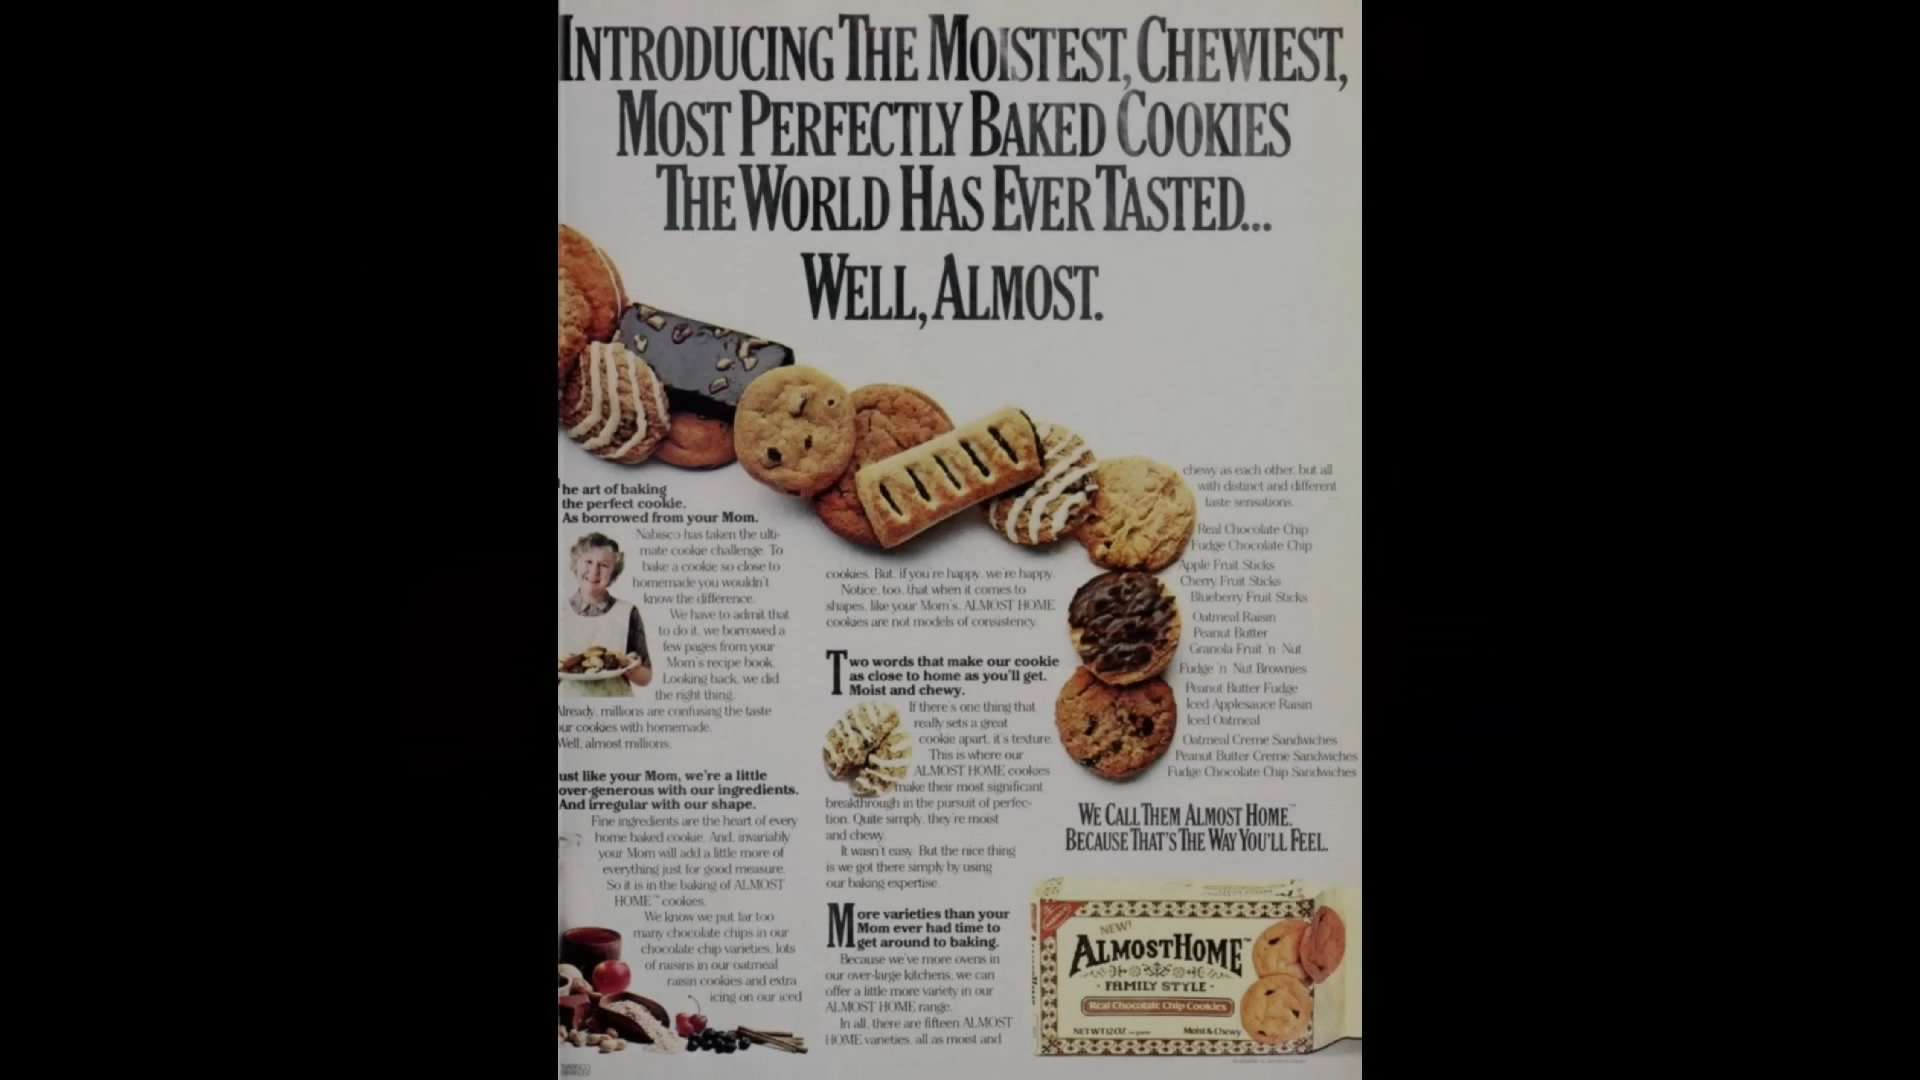 INTRODUCING THE MOISTEST, CHEWIEST,
MOST PERFECTLY BAKED COOKIES
THE WORLD HAS EVER TASTED...
WELL, ALMOST.
he art of baking
the perfect cookie.
As borrowed from your Mom.
Nabisco has taken the ulti-
mate cookie challenge. To
bake a cookie so close to
homemade you wouldn't
know the difference.
We have to admit that
to do it, we borrowed a
few pages from your
Mom's recipe book.
Looking back, we did
the right thing.
Already, millions are confusing the taste
ur cookies with homemade.
Well, almost millions.
ust like your Mom, we're a little
over-generous with our ingredients.
And irregular with our shape.
Fine ingredients are the heart of every
home baked cookie. And, invariably
your Mom will add a little more of
everything just for good measure.
So it is in the baking of ALMOST
HOME™ cookies.
We know we put far too
many chocolate chips in our
chocolate chip varieties, lots
of raisins in our oatmeal
raisin cookies and extra
icing on our iced
cookies. But, if you're happy, we're happy.
Notice, too, that when it comes to
shapes, like your Mom's, ALMOST HOME
cookies are not models of consistency.
Two words that make our cookie
as close to home as you'll get.
Moist and chewy.
If there's one thing that
really sets a great
cookie apart, it's texture.
This is where our
ALMOST HOME cookies
make their most significant
breakthrough in the pursuit of perfec-
tion. Quite simply, they're moist
and chewy.
It wasn't easy. But the nice thing
is we got there simply by using
our baking expertise.
More varieties than your
Mom ever had time to
get around to baking.
Because we've more ovens in
our over-large kitchens, we can
offer a little more variety in our
ALMOST HOME range.
In all, there are fifteen ALMOST
HOME varieties, all as moist and
chewy as each other, but all
with distinct and different
taste sensations.
Real Chocolate Chip
Fudge Chocolate Chip
Apple Fruit Sticks
Cherry Fruit Sticks
Blueberry Fruit Sticks
Oatmeal Raisin
Peanut Butter
Granola Fruit 'n Nut
Fudge 'n Nut Brownies
Peanut Butter Fudge
Iced Applesauce Raisin
Iced Oatmeal
Oatmeal Creme Sandwiches
Peanut Butter Creme Sandwiches
Fudge Chocolate Chip Sandwiches
WE CALL THEM ALMOST HOME.™
BECAUSE THAT'S THE WAY YOU'LL FEEL.
NEW!
ALMOST HOME™
FAMILY STYLE
Real Chocolate Chip Cookies
NET WT 12 OZ
Moist & Chewy